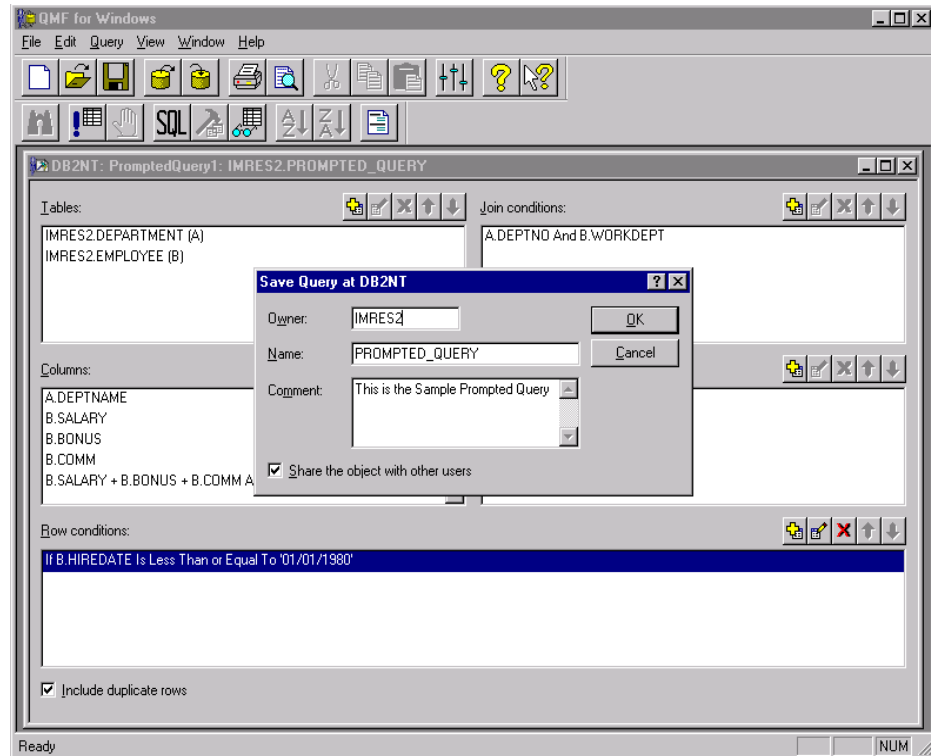 QMF for Windows
File Edit Query View Window Help
SQL
A Z
Z A
DB2NT: PromptedQuery1: IMRES2.PROMPTED_QUERY
Tables:
IMRES2.DEPARTMENT (A)
IMRES2.EMPLOYEE (B)
Join conditions:
A.DEPTNO And B.WORKDEPT
Save Query at DB2NT
Owner: IMRES2
OK
Name: PROMPTED_QUERY
Cancel
Comment: This is the Sample Prompted Query
Share the object with other users
Columns:
A.DEPTNAME
B.SALARY
B.BONUS
B.COMM
B.SALARY + B.BONUS + B.COMM A
Row conditions:
If B.HIREDATE Is Less Than or Equal To '01/01/1980'
Include duplicate rows
Ready
NUM